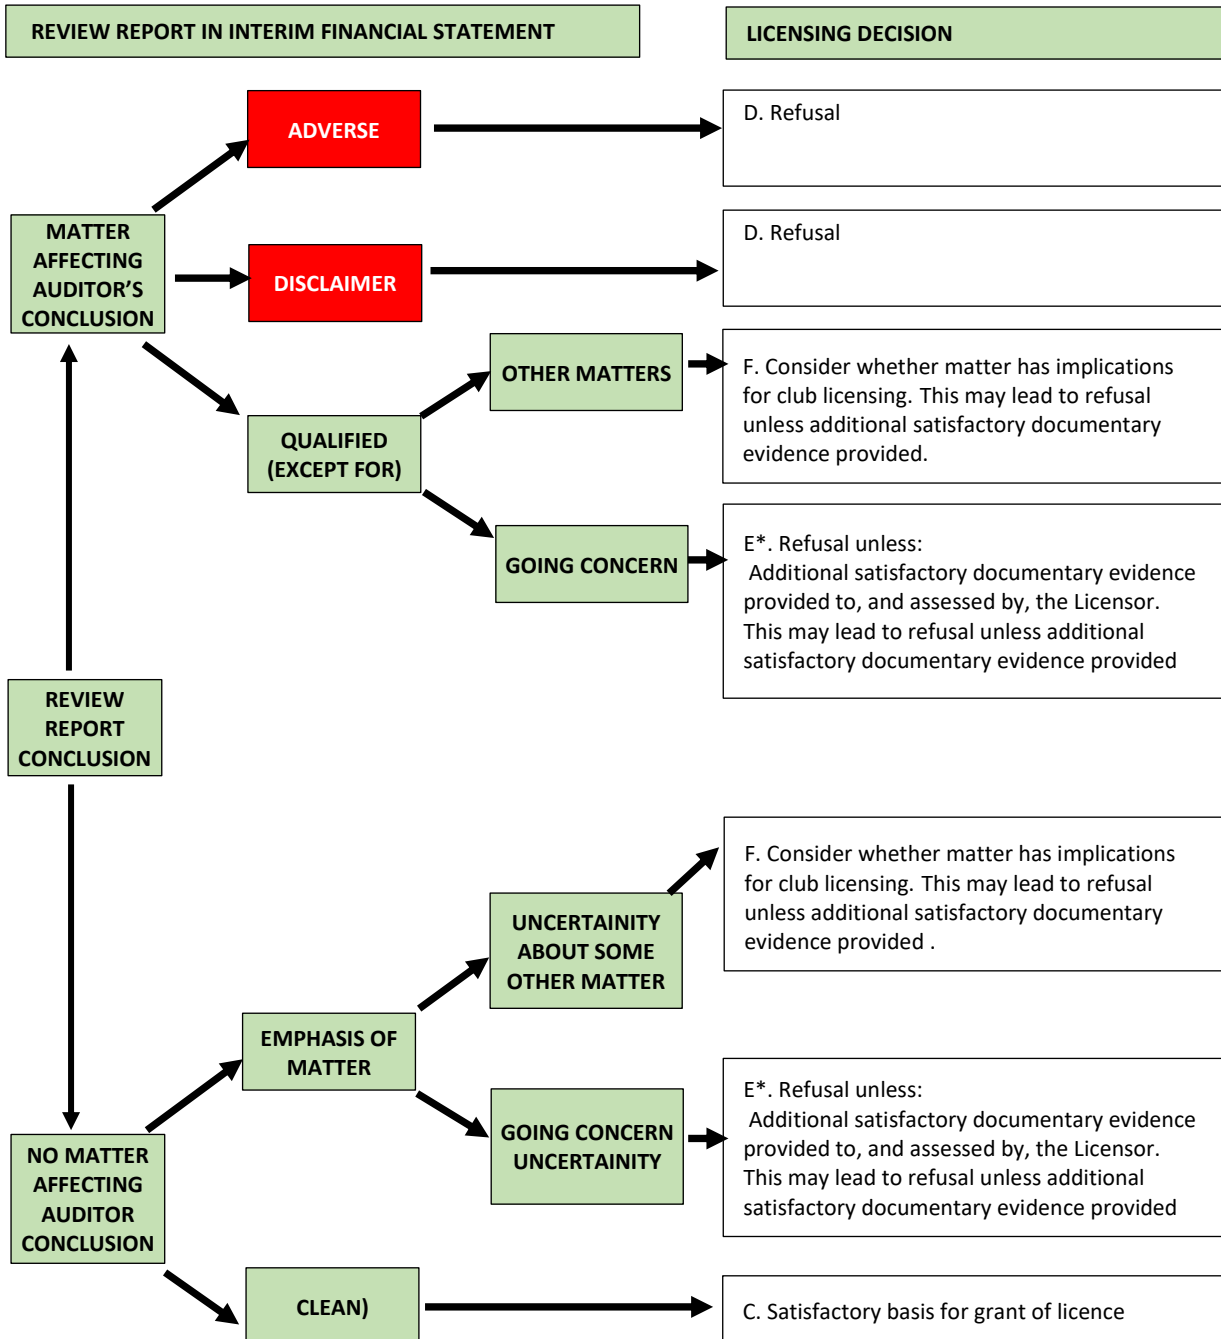 REVIEW REPORT IN INTERIM FINANCIAL STATEMENT
LICENSING DECISION
ADVERSE
D. Refusal
MATTER
AFFECTING
AUDITOR'S
CONCLUSION
DISCLAIMER
D. Refusal
OTHER MATTERS
F. Consider whether matter has implications
for club licensing. This may lead to refusal
unless additional satisfactory documentary
evidence provided.
QUALIFIED
(EXCEPT FOR)
GOING CONCERN
E*. Refusal unless:
Additional satisfactory documentary evidence
provided to, and assessed by, the Licensor.
This may lead to refusal unless additional
satisfactory documentary evidence provided
REVIEW
REPORT
CONCLUSION
F. Consider whether matter has implications
for club licensing. This may lead to refusal
unless additional satisfactory documentary
evidence provided .
UNCERTAINITY
ABOUT SOME
OTHER MATTER
EMPHASIS OF
MATTER
GOING CONCERN
UNCERTAINITY
E*. Refusal unless:
Additional satisfactory documentary evidence
provided to, and assessed by, the Licensor.
This may lead to refusal unless additional
satisfactory documentary evidence provided
NO MATTER
AFFECTING
AUDITOR
CONCLUSION
CLEAN)
C. Satisfactory basis for grant of licence